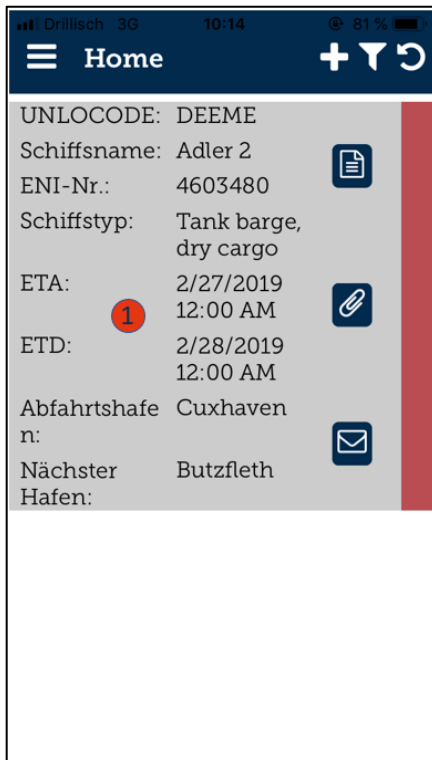 Drillisch 3G 10:14 81 %
Home
UNLOCODE: DEEME
Schiffsname: Adler 2
ENI-Nr.: 4603480
Schiffstyp: Tank barge,
dry cargo
ETA: 2/27/2019
12:00 AM
1
ETD: 2/28/2019
12:00 AM
Abfahrtshafe Cuxhaven
n:
Nächster Butzfleth
Hafen: